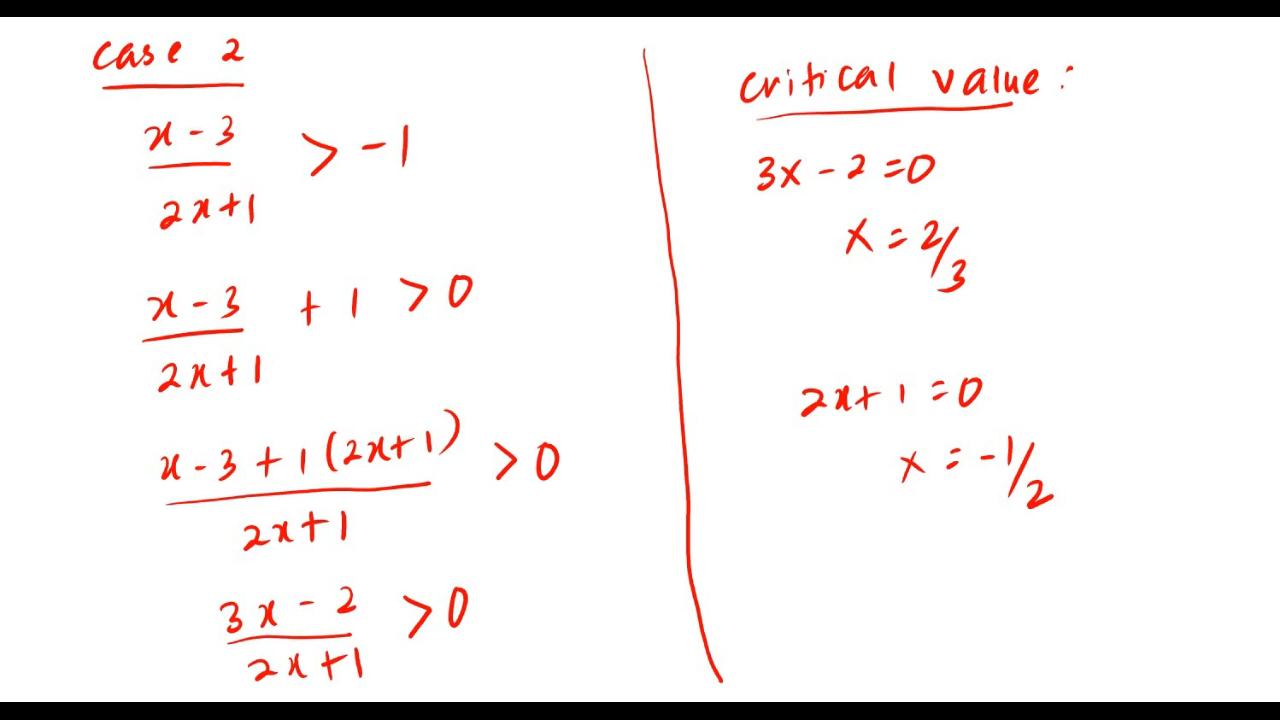 case 2
x - 3
2x+1 > -1
x - 3
2x+1 + 1 > 0
x - 3 + 1(2x+1)
2x+1 > 0
3x - 2
2x+1 > 0
critical value :
3x - 2 = 0
x = 2/3
2x+1 = 0
x = -1/2